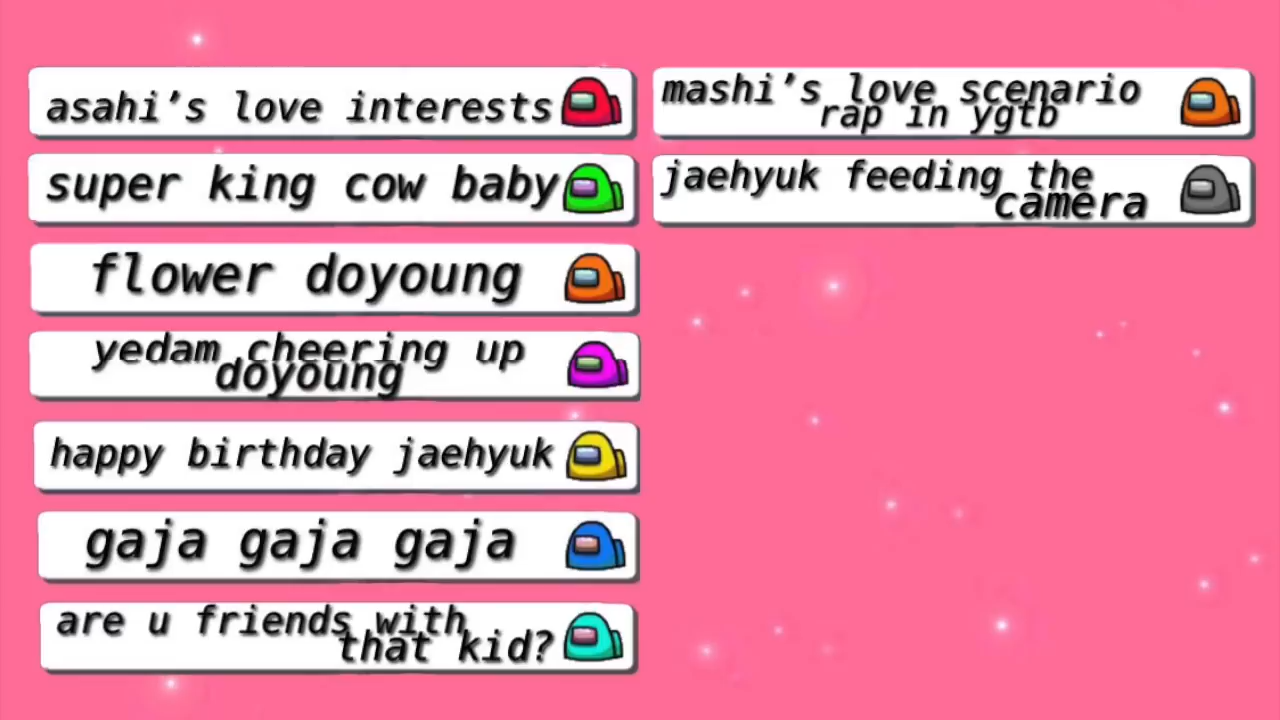 asahi’s love interests
super king cow baby
flower doyoung
yedam cheering up
doyoung
happy birthday jaehyuk
gaja gaja gaja
are u friends with
that kid?
mashi’s love scenario
rap in ygtb
jaehyuk feeding the
camera